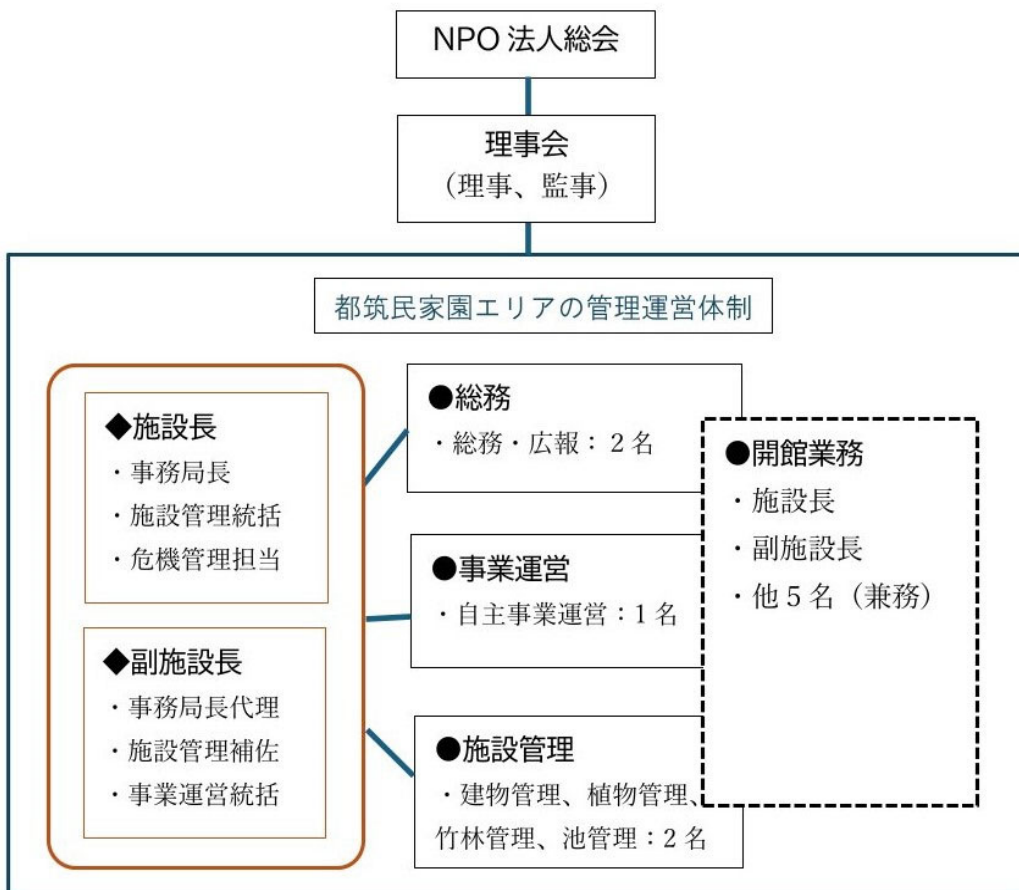 NPO 法人総会
理事会
（理事、監事）
都筑民家園エリアの管理運営体制
◆施設長
・事務局長
・施設管理統括
・危機管理担当
◆副施設長
・事務局長代理
・施設管理補佐
・事業運営統括
●総務
・総務・広報：２名
●事業運営
・自主事業運営：1 名
●施設管理
・建物管理、植物管理、
竹林管理、池管理：2 名
●開館業務
・施設長
・副施設長
・他 5 名（兼務）